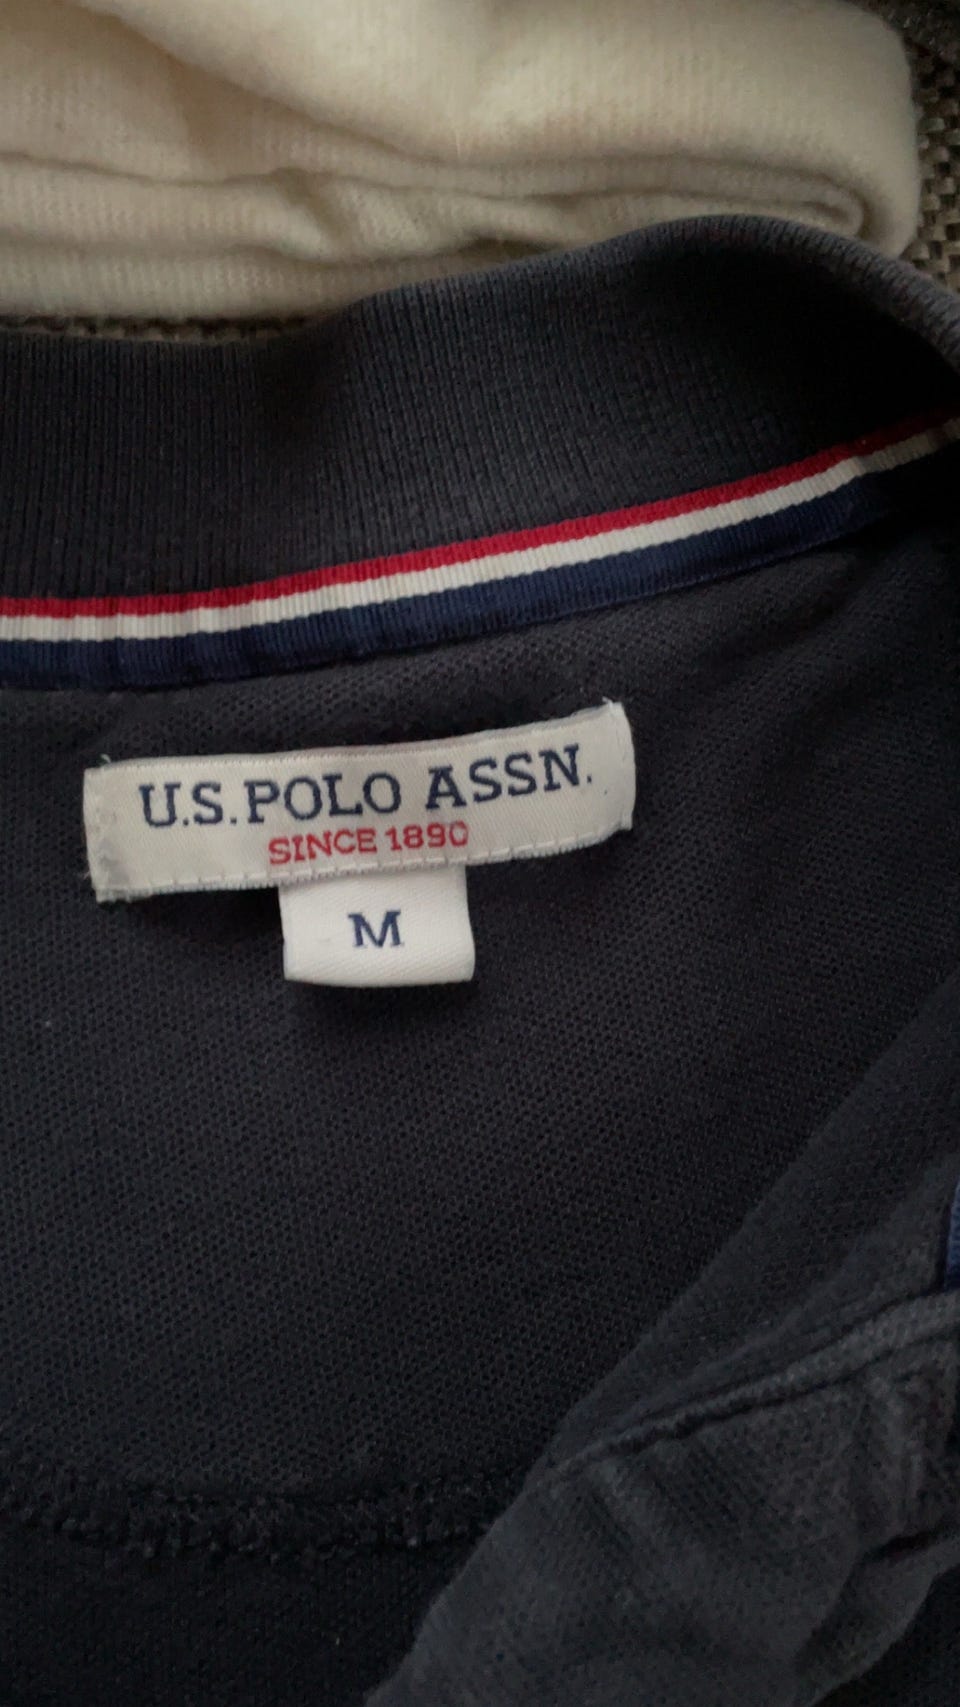 U.S. POLO ASSN.
SINCE 1890
M